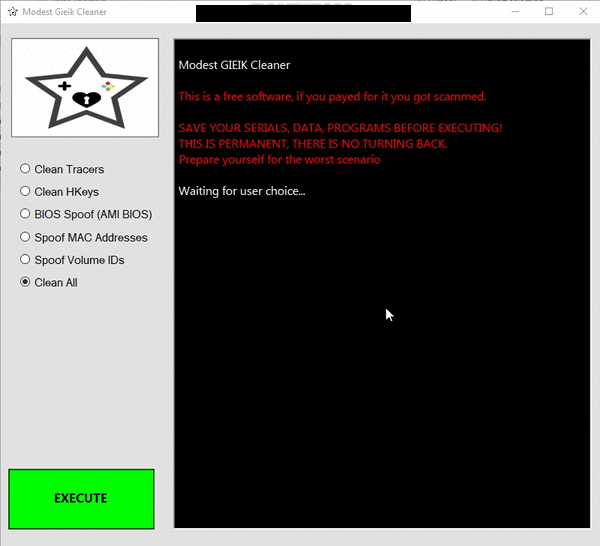 Modest Gieik Cleaner
Modest GIEIK Cleaner
This is a free software, if you payed for it you got scammed.
SAVE YOUR SERIALS, DATA, PROGRAMS BEFORE EXECUTING!
THIS IS PERMANENT, THERE IS NO TURNING BACK.
Prepare yourself for the worst scenario
Waiting for user choice...
Clean Tracers
Clean HKeys
BIOS Spoof (AMI BIOS)
Spoof MAC Addresses
Spoof Volume IDs
Clean All
EXECUTE